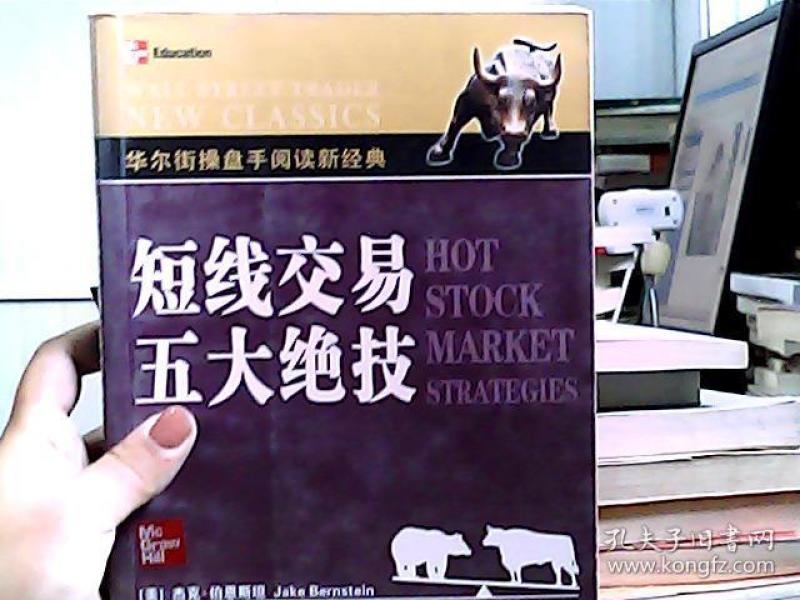 Education
WALL STREET TRADER
NEW CLASSICS
华尔街操盘手阅读新经典
短线交易
五大绝技
HOT
STOCK
MARKET
STRATEGIES
Mc
Graw
Hill
[美] 杰克·伯恩斯坦 Jake Bernstein
孔夫子旧书网
www.kongfz.com